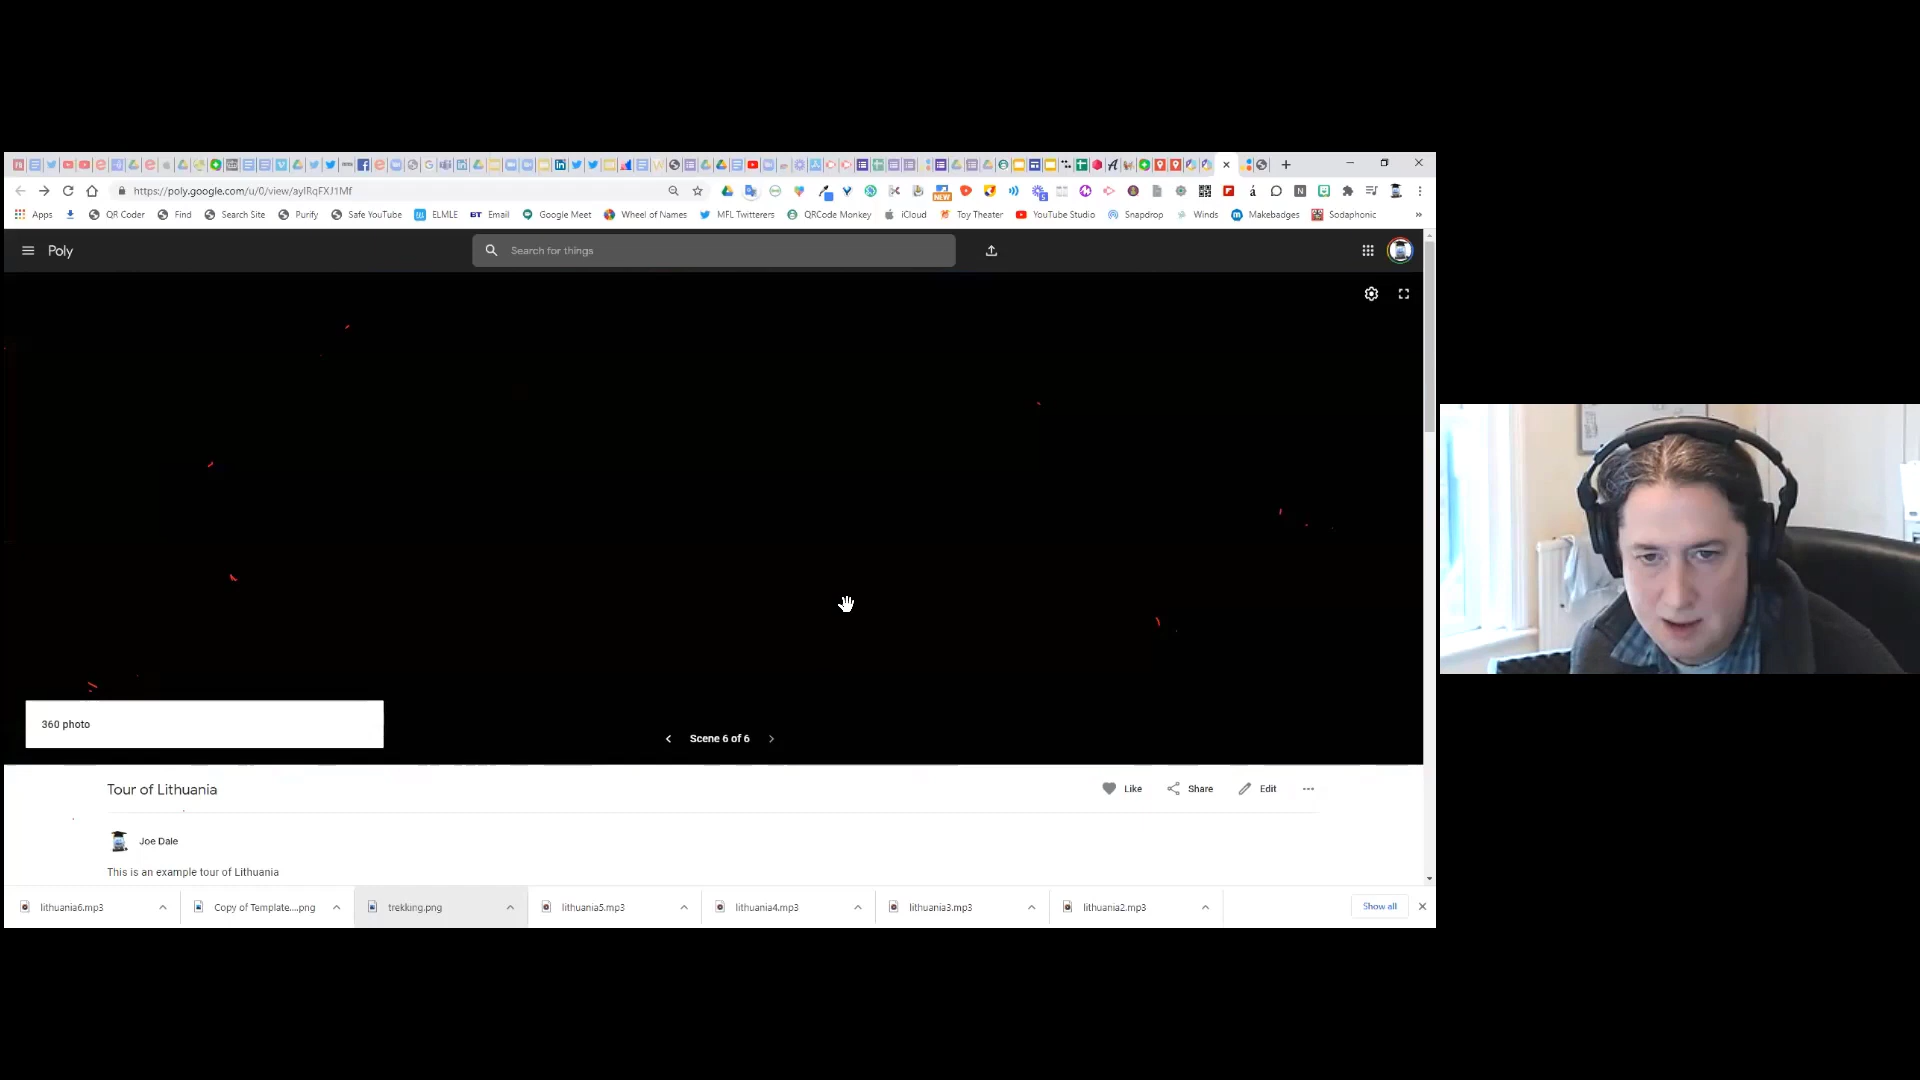 https://poly.google.com/u/0/view/aylRqFXJ1Mf
NEW
Apps QR Coder Find Search Site Purify Safe YouTube ELMLE BT Email Google Meet Wheel of Names MFL Twitterers QRCode Monkey iCloud Toy Theater YouTube Studio Snapdrop Winds Makebadges Sodaphonic »
Poly Search for things
360 photo
Scene 6 of 6
Tour of Lithuania Like Share Edit
Joe Dale
This is an example tour of Lithuania
lithuania6.mp3 Copy of Template....png trekking.png lithuania5.mp3 lithuania4.mp3 lithuania3.mp3 lithuania2.mp3 Show all